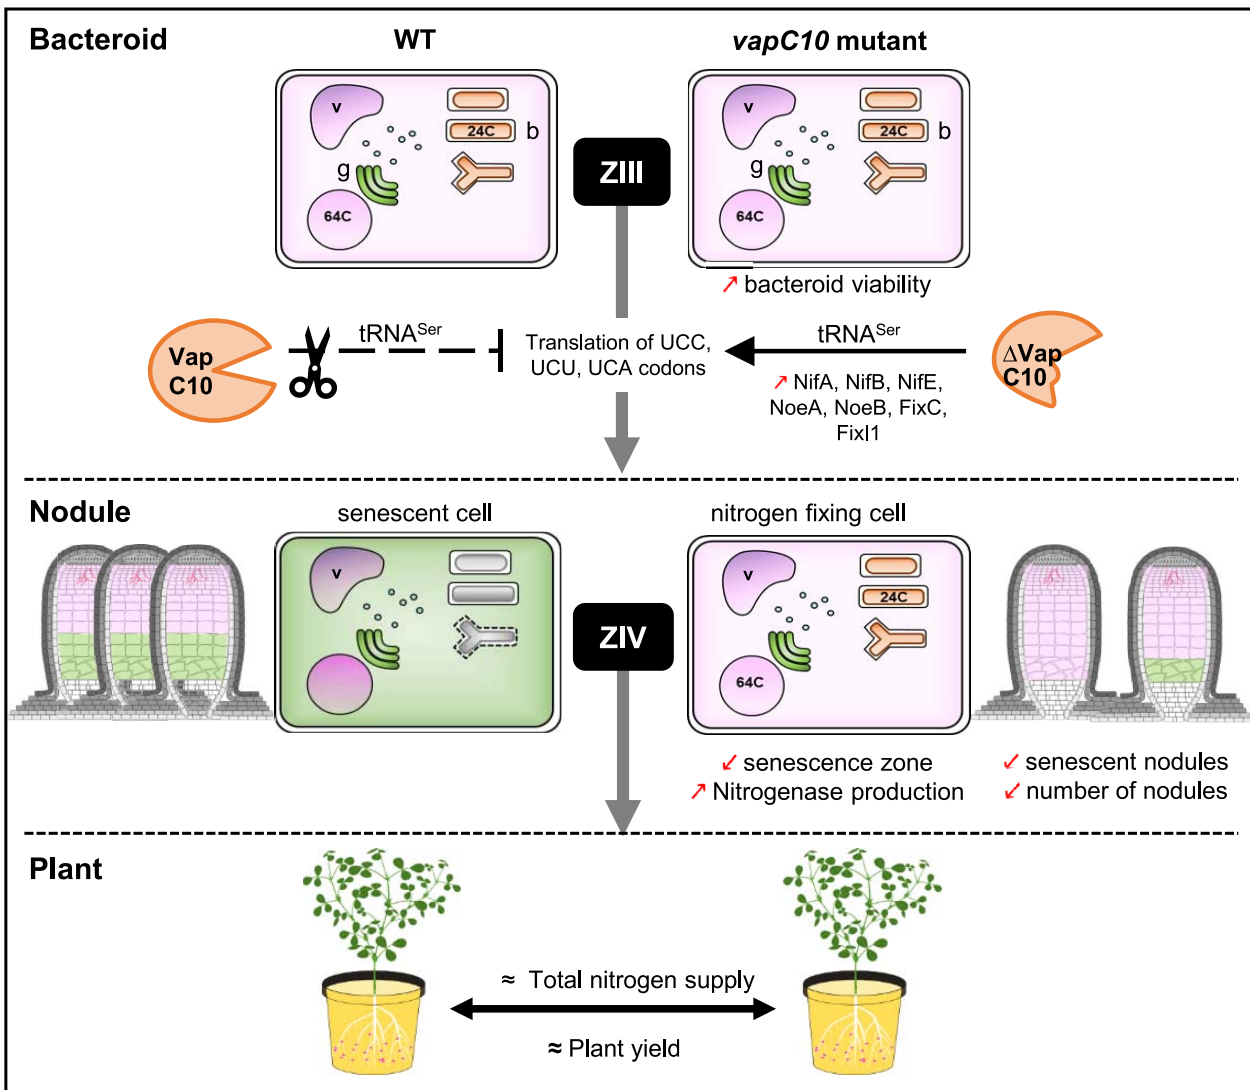 Bacteroid
WT
vapC10 mutant
v
24C
b
g
64C
ZIII
v
24C
b
g
64C
↗ bacteroid viability
Vap
C10
tRNASer
Translation of UCC,
UCU, UCA codons
tRNASer
ΔVap
C10
↗ NifA, NifB, NifE,
NoeA, NoeB, FixC,
FixI1
Nodule
senescent cell
nitrogen fixing cell
v
ZIV
v
24C
64C
↙ senescence zone
↗ Nitrogenase production
↙ senescent nodules
↙ number of nodules
Plant
≈ Total nitrogen supply
≈ Plant yield